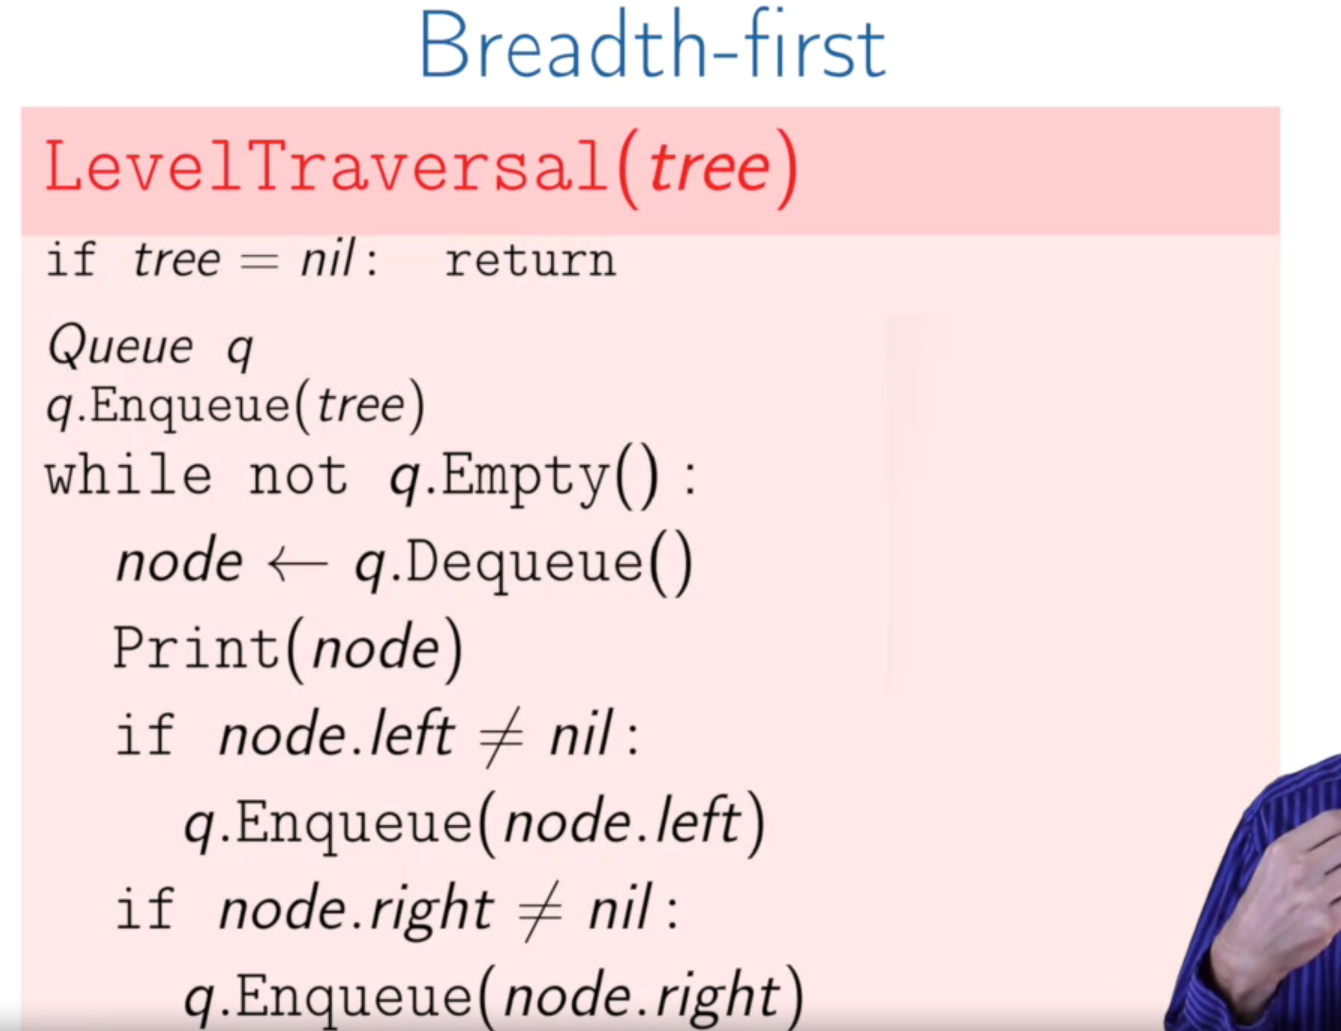 Breadth-first
LevelTraversal(tree)
if tree = nil: return
Queue q
q.Enqueue(tree)
while not q.Empty():
node ← q.Dequeue()
Print(node)
if node.left ≠ nil:
q.Enqueue(node.left)
if node.right ≠ nil:
q.Enqueue(node.right)